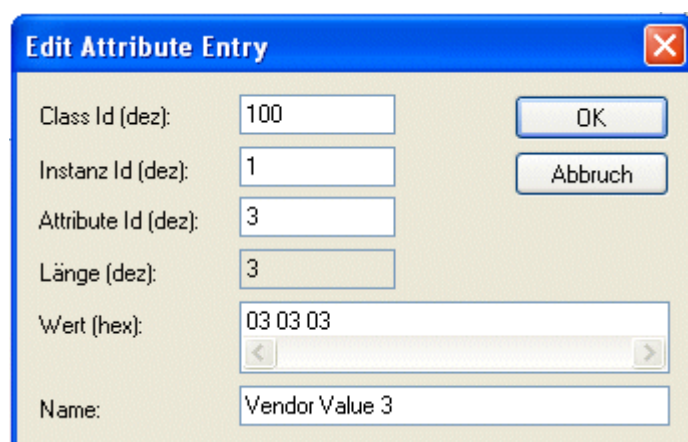 Edit Attribute Entry
Class Id (dez): 100 OK
Instanz Id (dez): 1 Abbruch
Attribute Id (dez): 3
Länge (dez): 3
Wert (hex): 03 03 03
Name: Vendor Value 3